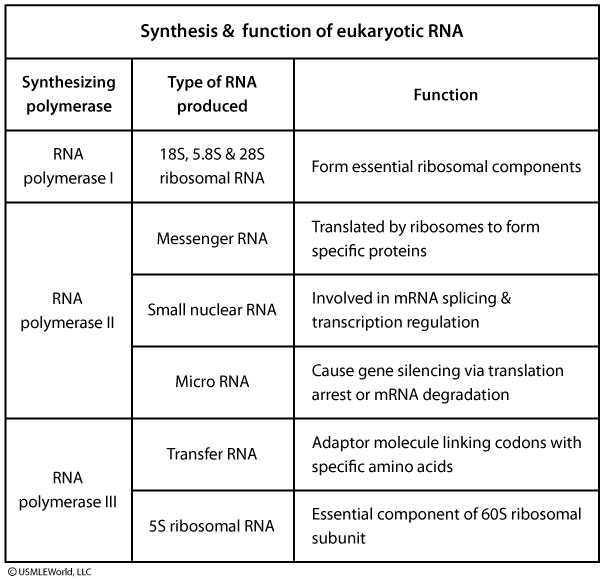 Synthesis & function of eukaryotic RNA
Synthesizing
polymerase
Type of RNA
produced
Function
RNA
polymerase I
18S, 5.8S & 28S
ribosomal RNA
Form essential ribosomal components
RNA
polymerase II
Messenger RNA
Translated by ribosomes to form
specific proteins
Small nuclear RNA
Involved in mRNA splicing &
transcription regulation
Micro RNA
Cause gene silencing via translation
arrest or mRNA degradation
RNA
polymerase III
Transfer RNA
Adaptor molecule linking codons with
specific amino acids
5S ribosomal RNA
Essential component of 60S ribosomal
subunit
© USMLEWorld, LLC